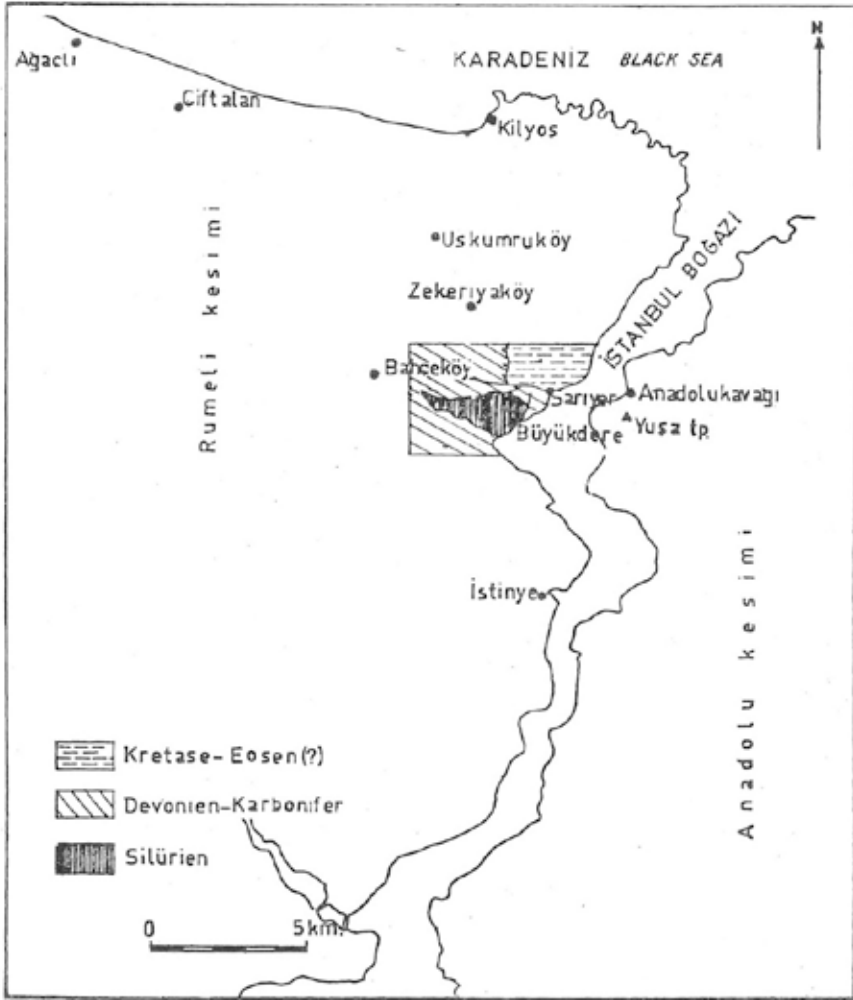 N
KARADENİZ BLACK SEA
Ağaclı
Çiftalan
Kilyos
Rumeli kesimi
Uskumruköy
İSTANBUL BOĞAZI
Zekeriyaköy
Bahçeköy
Sarıyer
Anadolukavağı
Büyükdere
Yuşa tp.
İstinye
Anadolu kesimi
Kretase-Eosen(?)
Devonien-Karbonifer
Silürien
0 5km.